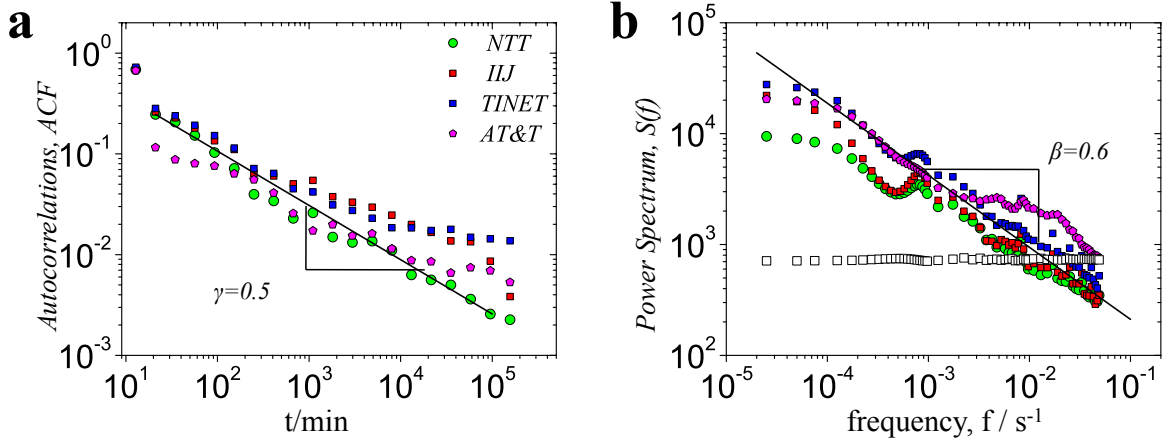 a
Autocorrelations, ACF
10^0
10^-1
10^-2
10^-3
10^1
10^2
10^3
10^4
10^5
t/min
NTT
IIJ
TINET
AT&T
γ=0.5
b
Power Spectrum, S(f)
10^5
10^4
10^3
10^2
10^-5
10^-4
10^-3
10^-2
10^-1
frequency, f / s^-1
β=0.6